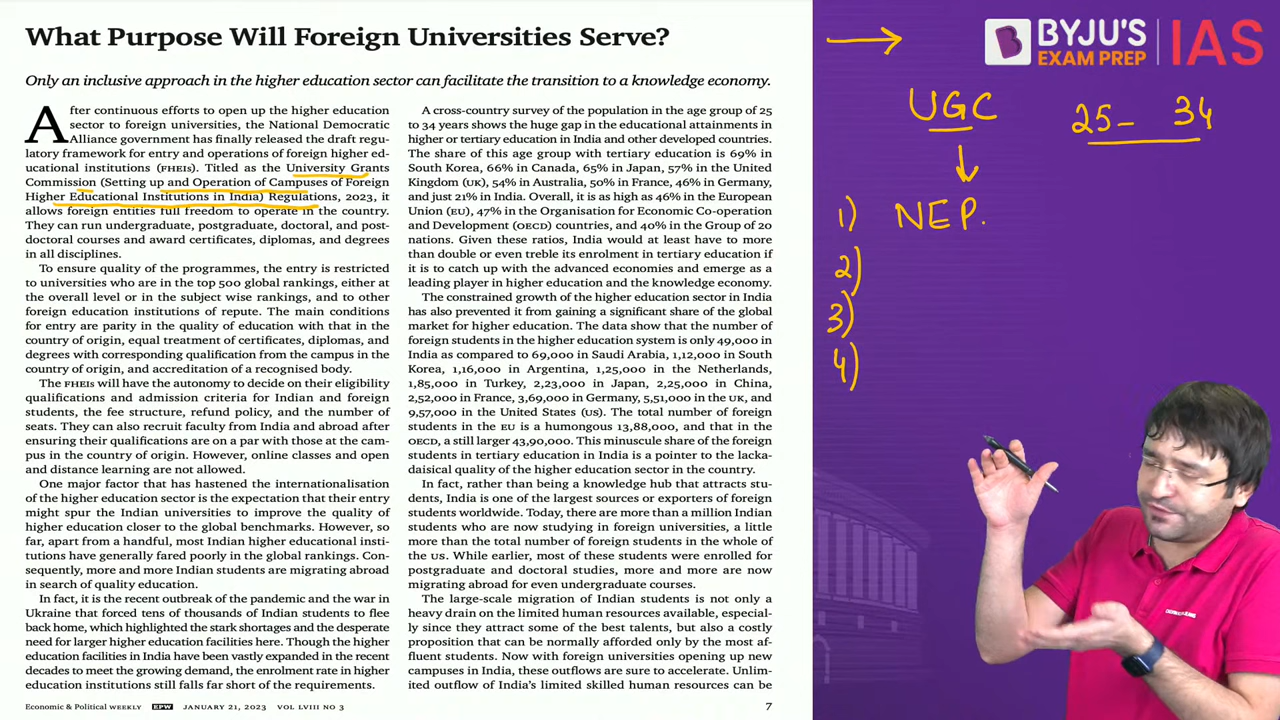 What Purpose Will Foreign Universities Serve?
Only an inclusive approach in the higher education sector can facilitate the transition to a knowledge economy.
After continuous efforts to open up the higher education
sector to foreign universities, the National Democratic
Alliance government has finally released the draft regu-
latory framework for entry and operations of foreign higher ed-
ucational institutions (FHEIS). Titled as the University Grants
Commission (Setting up and Operation of Campuses of Foreign
Higher Educational Institutions in India) Regulations, 2023, it
allows foreign entities full freedom to operate in the country.
They can run undergraduate, postgraduate, doctoral, and post-
doctoral courses and award certificates, diplomas, and degrees
in all disciplines.
To ensure quality of the programmes, the entry is restricted
to universities who are in the top 500 global rankings, either at
the overall level or in the subject wise rankings, and to other
foreign education institutions of repute. The main conditions
for entry are parity in the quality of education with that in the
country of origin, equal treatment of certificates, diplomas, and
degrees with corresponding qualification from the campus in the
country of origin, and accreditation of a recognised body.
The FHEIs will have the autonomy to decide on their eligibility
qualifications and admission criteria for Indian and foreign
students, the fee structure, refund policy, and the number of
seats. They can also recruit faculty from India and abroad after
ensuring their qualifications are on a par with those at the cam-
pus in the country of origin. However, online classes and open
and distance learning are not allowed.
One major factor that has hastened the internationalisation
of the higher education sector is the expectation that their entry
might spur the Indian universities to improve the quality of
higher education closer to the global benchmarks. However, so
far, apart from a handful, most Indian higher educational insti-
tutions have generally fared poorly in the global rankings. Con-
sequently, more and more Indian students are migrating abroad
in search of quality education.
In fact, it is the recent outbreak of the pandemic and the war in
Ukraine that forced tens of thousands of Indian students to flee
back home, which highlighted the stark shortages and the desperate
need for larger higher education facilities here. Though the higher
education facilities in India have been vastly expanded in the recent
decades to meet the growing demand, the enrolment rate in higher
education institutions still falls far short of the requirements.
A cross-country survey of the population in the age group of 25
to 34 years shows the huge gap in the educational attainments in
higher or tertiary education in India and other developed countries.
The share of this age group with tertiary education is 69% in
South Korea, 66% in Canada, 65% in Japan, 57% in the United
Kingdom (UK), 54% in Australia, 50% in France, 46% in Germany,
and just 21% in India. Overall, it is as high as 46% in the European
Union (EU), 47% in the Organisation for Economic Co-operation
and Development (OECD) countries, and 40% in the Group of 20
nations. Given these ratios, India would at least have to more
than double or even treble its enrolment in tertiary education if
it is to catch up with the advanced economies and emerge as a
leading player in higher education and the knowledge economy.
The constrained growth of the higher education sector in India
has also prevented it from gaining a significant share of the global
market for higher education. The data show that the number of
foreign students in the higher education system is only 49,000 in
India as compared to 69,000 in Saudi Arabia, 1,12,000 in South
Korea, 1,16,000 in Argentina, 1,25,000 in the Netherlands,
1,85,000 in Turkey, 2,23,000 in Japan, 2,25,000 in China,
2,52,000 in France, 3,69,000 in Germany, 5,51,000 in the UK, and
9,57,000 in the United States (US). The total number of foreign
students in the EU is a humongous 13,88,000, and that in the
OECD, a still larger 43,90,000. This minuscule share of the foreign
students in tertiary education in India is a pointer to the lacka-
daisical quality of the higher education sector in the country.
In fact, rather than being a knowledge hub that attracts stu-
dents, India is one of the largest sources or exporters of foreign
students worldwide. Today, there are more than a million Indian
students who are now studying in foreign universities, a little
more than the total number of foreign students in the whole of
the US. While earlier, most of these students were enrolled for
postgraduate and doctoral studies, more and more are now
migrating abroad for even undergraduate courses.
The large-scale migration of Indian students is not only a
heavy drain on the limited human resources available, especial-
ly since they attract some of the best talents, but also a costly
proposition that can be normally afforded only by the most af-
fluent students. Now with foreign universities opening up new
campuses in India, these outflows are sure to accelerate. Unlim-
ited outflow of India's limited skilled human resources can be
Economic & Political WEEKLY EPW JANUARY 21, 2023 VOL LVIII NO 3
7
BYJU'S
EXAM PREP
IAS
UGC
25- 34
1) NEP.
2)
3)
4)